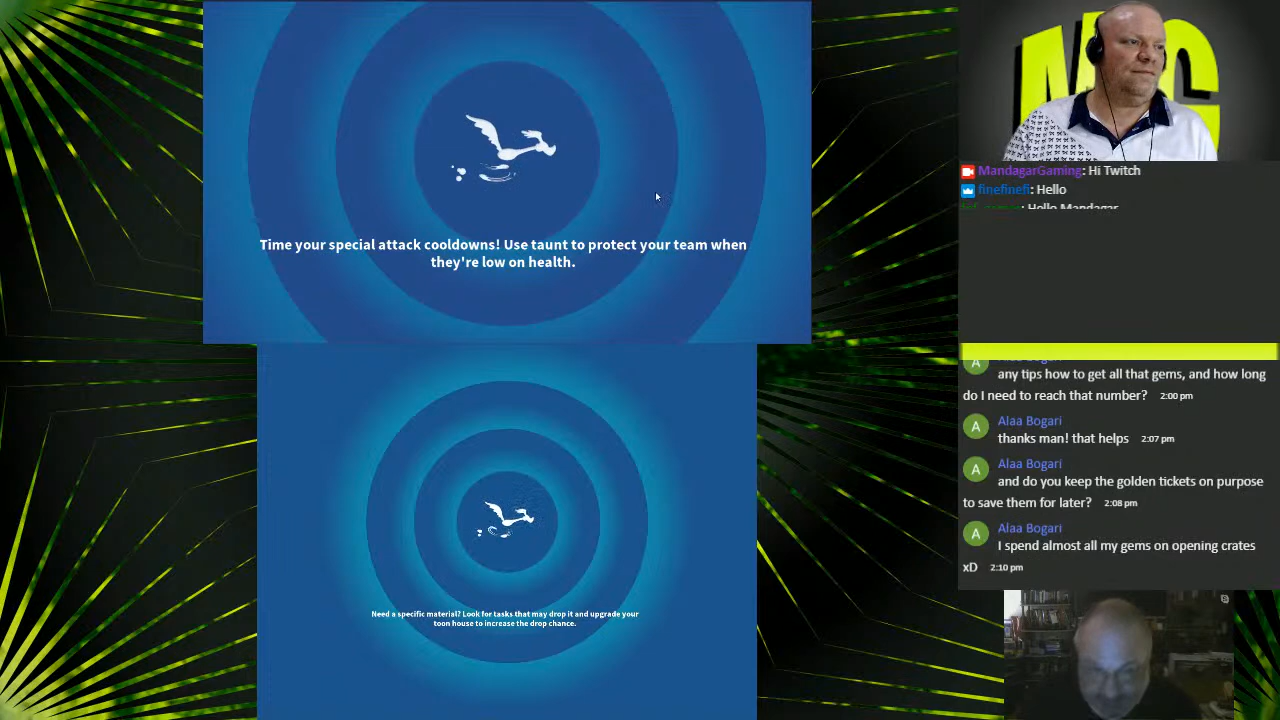 Time your special attack cooldowns! Use taunt to protect your team when
they're low on health.
Need a specific material? Look for tasks that may drop it and upgrade your
toon house to increase the drop chance.
MG
MandagarGaming: Hi Twitch
finefinefi: Hello
Hello Mandagar
Alaa Bogari
any tips how to get all that gems, and how long
do I need to reach that number? 2:00 pm
A Alaa Bogari
thanks man! that helps 2:07 pm
A Alaa Bogari
and do you keep the golden tickets on purpose
to save them for later? 2:08 pm
A Alaa Bogari
I spend almost all my gems on opening crates
xD 2:10 pm